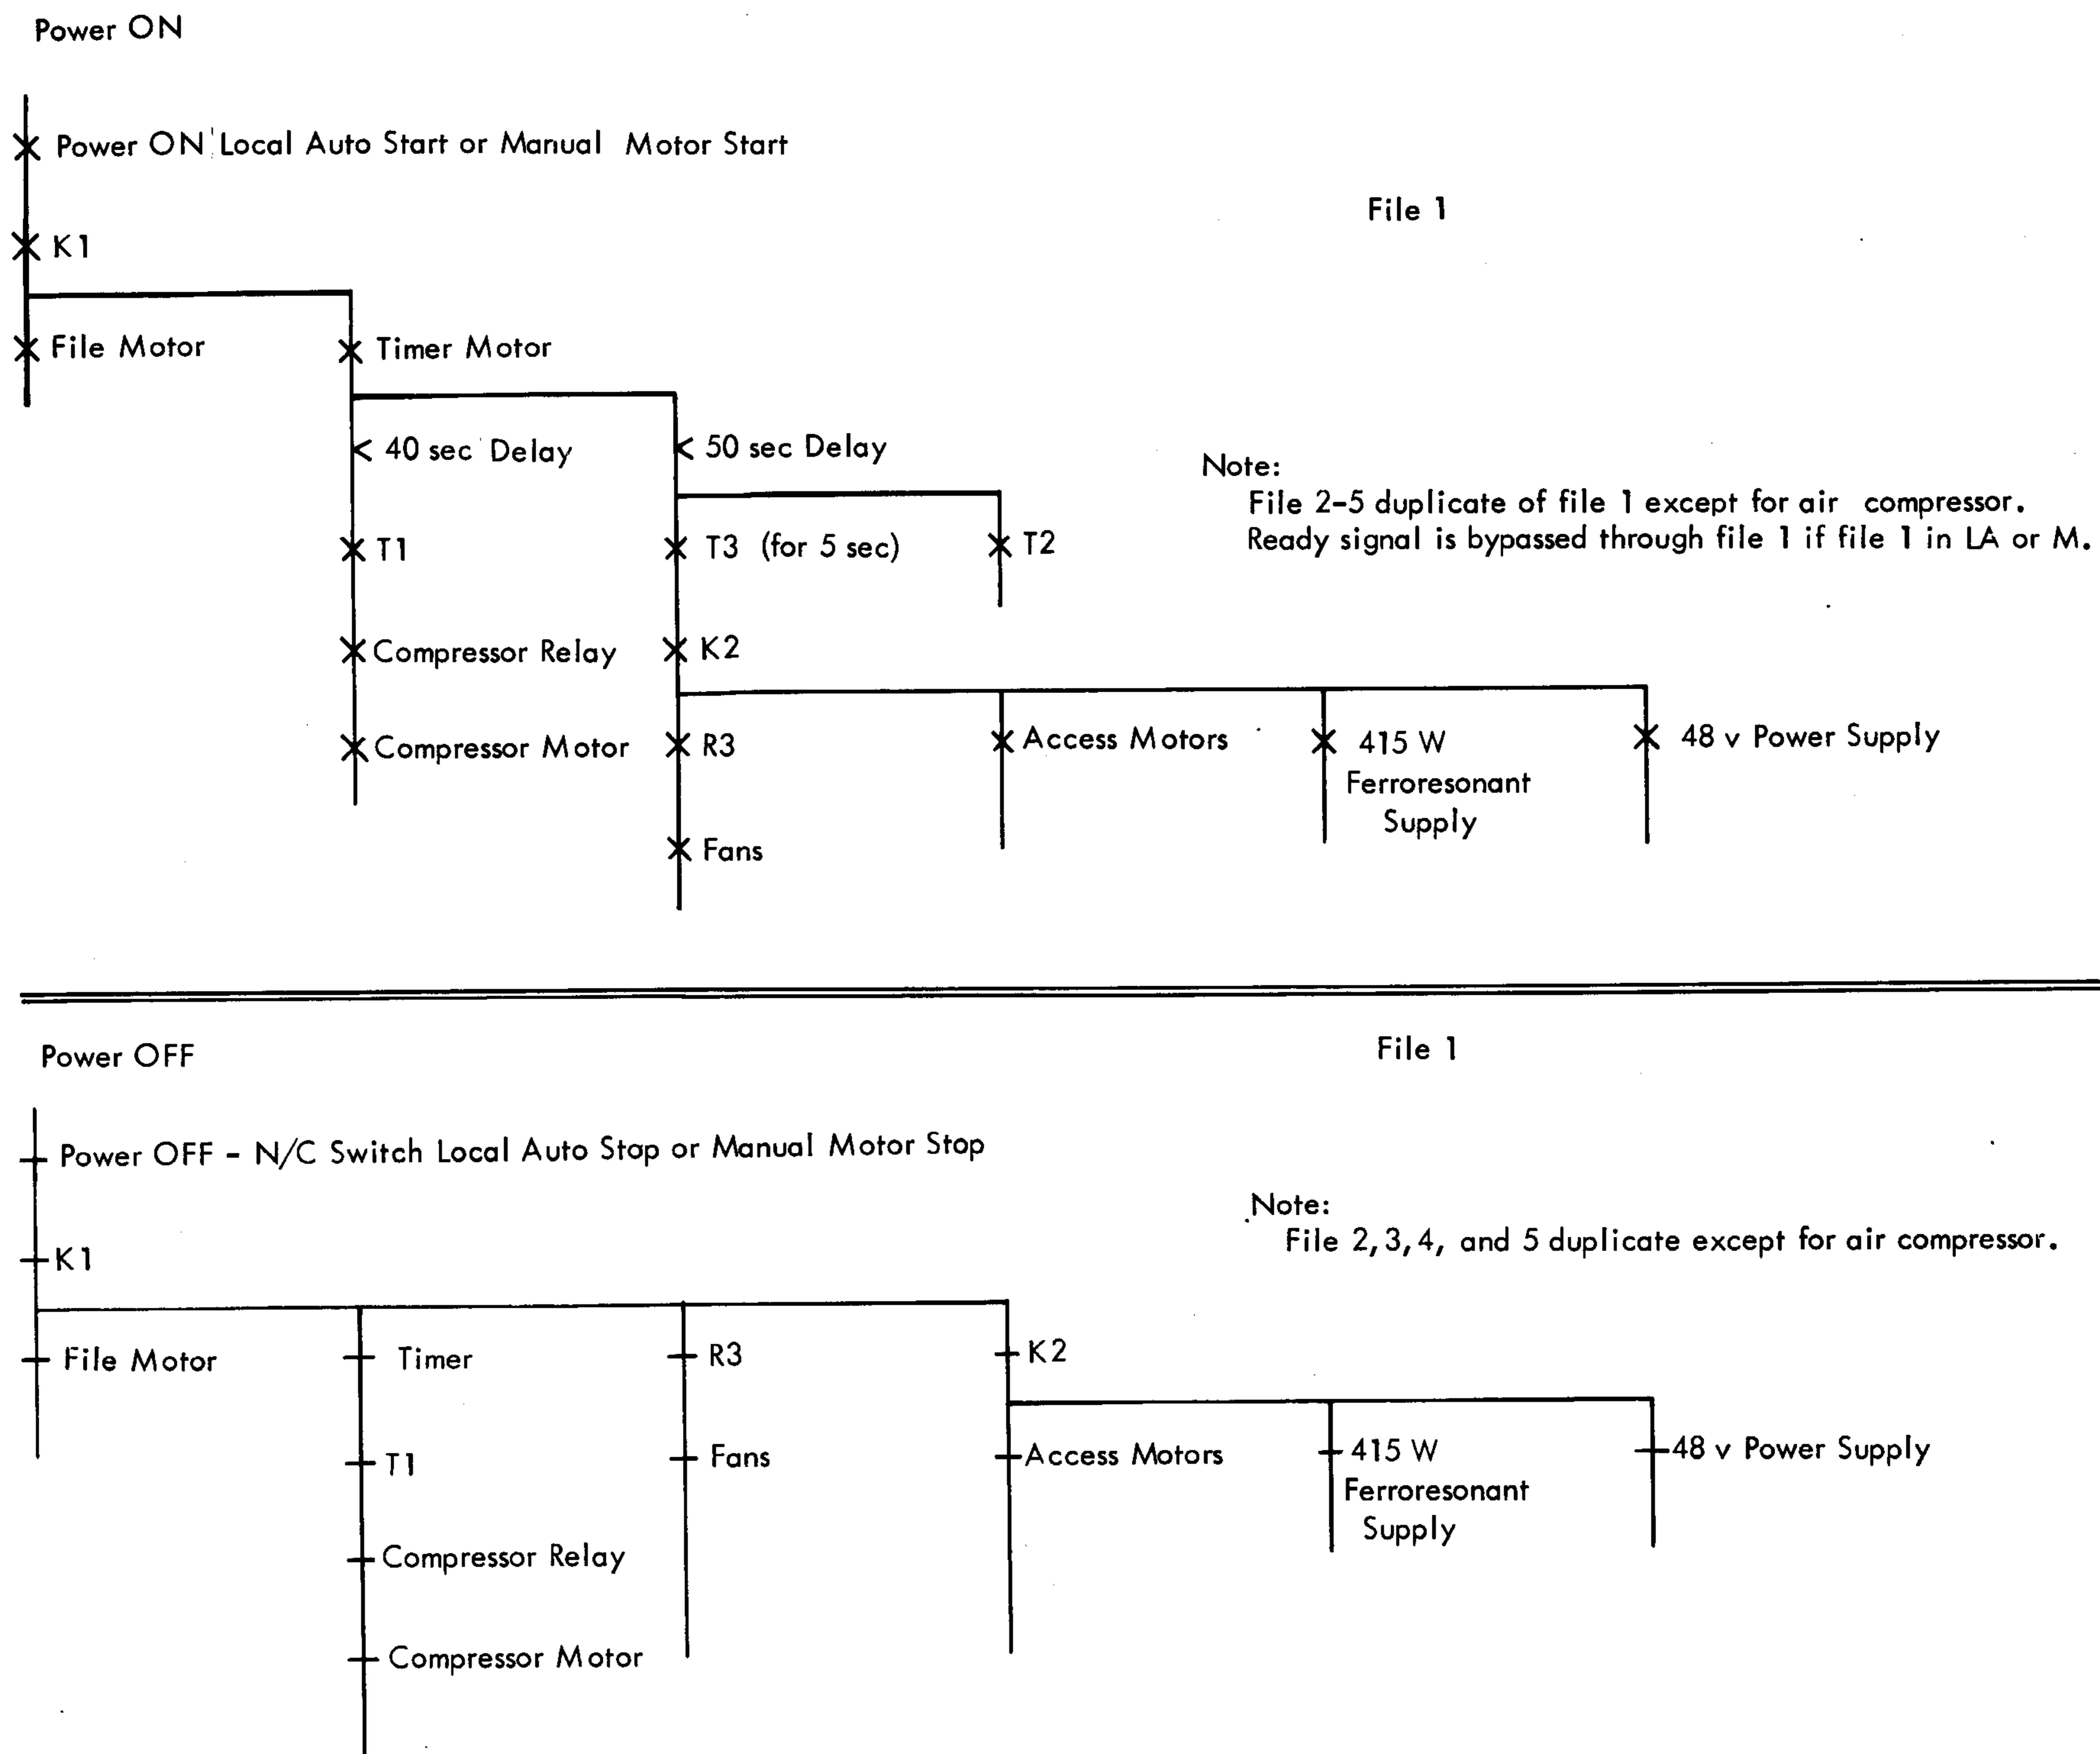 Power ON
Power ON Local Auto Start or Manual Motor Start
File 1
K1
File Motor
Timer Motor
40 sec Delay
50 sec Delay
Note:
File 2-5 duplicate of file 1 except for air compressor.
Ready signal is bypassed through file 1 if file 1 in LA or M.
T1
T3 (for 5 sec)
T2
Compressor Relay
K2
Compressor Motor
R3
Access Motors
415 W
Ferroresonant
Supply
48 v Power Supply
Fans
Power OFF
File 1
Power OFF - N/C Switch Local Auto Stop or Manual Motor Stop
Note:
File 2, 3, 4, and 5 duplicate except for air compressor.
K1
File Motor
Timer
R3
K2
T1
Fans
Access Motors
415 W
Ferroresonant
Supply
48 v Power Supply
Compressor Relay
Compressor Motor